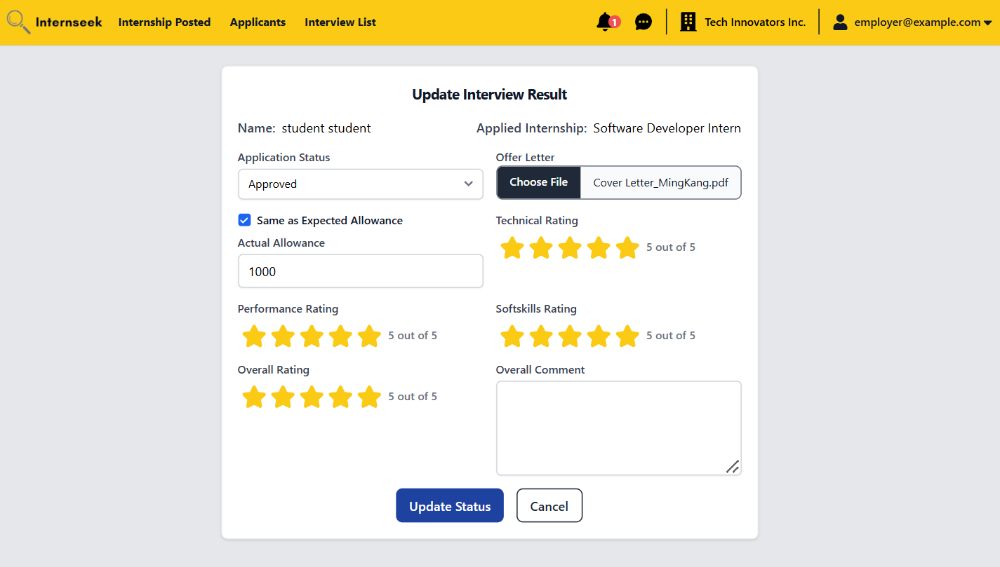 Internseek Internship Posted Applicants Interview List 1 Tech Innovators Inc. employer@example.com
Update Interview Result
Name: student student Applied Internship: Software Developer Intern
Application Status Offer Letter
Approved Choose File Cover Letter_MingKang.pdf
Same as Expected Allowance Technical Rating
Actual Allowance 5 out of 5
1000
Performance Rating Softskills Rating
5 out of 5 5 out of 5
Overall Rating Overall Comment
5 out of 5
Update Status Cancel